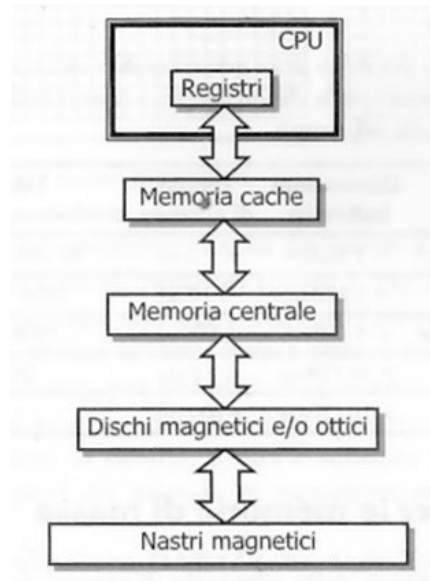 CPU
Registri
Memoria cache
Memoria centrale
Dischi magnetici e/o ottici
Nastri magnetici